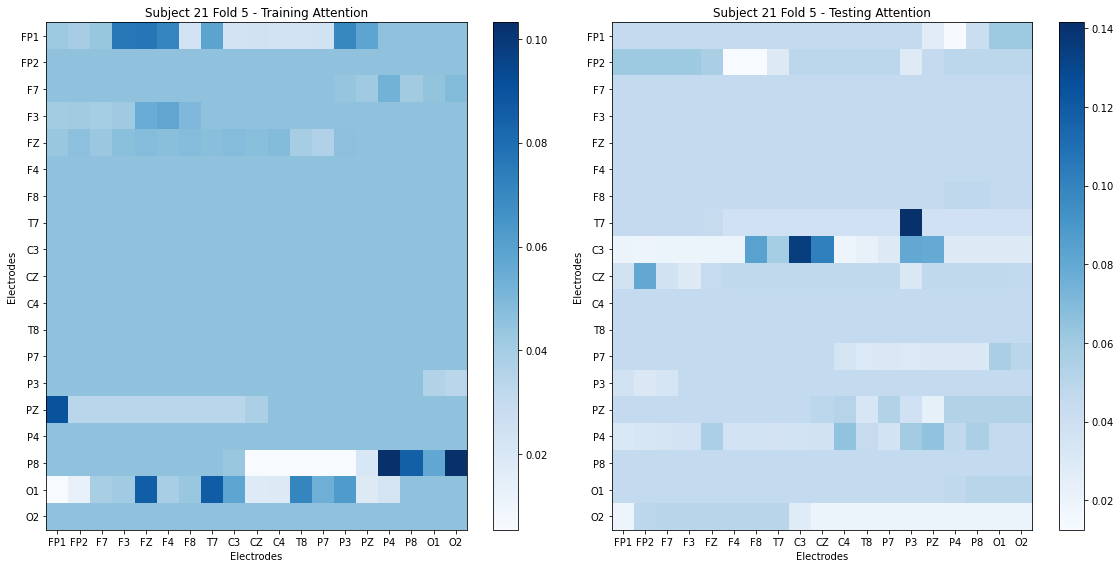 Subject 21 Fold 5 - Training Attention
Electrodes
FP1
FP2
F7
F3
FZ
F4
F8
T7
C3
CZ
C4
T8
P7
P3
PZ
P4
P8
O1
O2
FP1 FP2 F7 F3 FZ F4 F8 T7 C3 CZ C4 T8 P7 P3 PZ P4 P8 O1 O2
Electrodes
0.10
0.08
0.06
0.04
0.02
Subject 21 Fold 5 - Testing Attention
Electrodes
FP1
FP2
F7
F3
FZ
F4
F8
T7
C3
CZ
C4
T8
P7
P3
PZ
P4
P8
O1
O2
FP1 FP2 F7 F3 FZ F4 F8 T7 C3 CZ C4 T8 P7 P3 PZ P4 P8 O1 O2
Electrodes
0.14
0.12
0.10
0.08
0.06
0.04
0.02